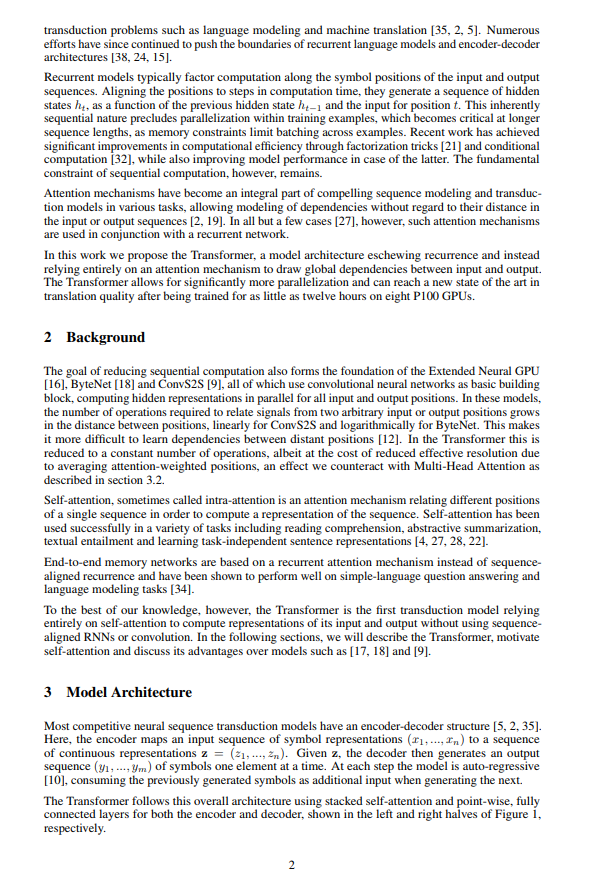 transduction problems such as language modeling and machine translation [35, 2, 5]. Numerous
efforts have since continued to push the boundaries of recurrent language models and encoder-decoder
architectures [38, 24, 15].
Recurrent models typically factor computation along the symbol positions of the input and output
sequences. Aligning the positions to steps in computation time, they generate a sequence of hidden
states hₜ, as a function of the previous hidden state hₜ₋₁ and the input for position t. This inherently
sequential nature precludes parallelization within training examples, which becomes critical at longer
sequence lengths, as memory constraints limit batching across examples. Recent work has achieved
significant improvements in computational efficiency through factorization tricks [21] and conditional
computation [32], while also improving model performance in case of the latter. The fundamental
constraint of sequential computation, however, remains.
Attention mechanisms have become an integral part of compelling sequence modeling and transduc-
tion models in various tasks, allowing modeling of dependencies without regard to their distance in
the input or output sequences [2, 19]. In all but a few cases [27], however, such attention mechanisms
are used in conjunction with a recurrent network.
In this work we propose the Transformer, a model architecture eschewing recurrence and instead
relying entirely on an attention mechanism to draw global dependencies between input and output.
The Transformer allows for significantly more parallelization and can reach a new state of the art in
translation quality after being trained for as little as twelve hours on eight P100 GPUs.
2 Background
The goal of reducing sequential computation also forms the foundation of the Extended Neural GPU
[16], ByteNet [18] and ConvS2S [9], all of which use convolutional neural networks as basic building
block, computing hidden representations in parallel for all input and output positions. In these models,
the number of operations required to relate signals from two arbitrary input or output positions grows
in the distance between positions, linearly for ConvS2S and logarithmically for ByteNet. This makes
it more difficult to learn dependencies between distant positions [12]. In the Transformer this is
reduced to a constant number of operations, albeit at the cost of reduced effective resolution due
to averaging attention-weighted positions, an effect we counteract with Multi-Head Attention as
described in section 3.2.
Self-attention, sometimes called intra-attention is an attention mechanism relating different positions
of a single sequence in order to compute a representation of the sequence. Self-attention has been
used successfully in a variety of tasks including reading comprehension, abstractive summarization,
textual entailment and learning task-independent sentence representations [4, 27, 28, 22].
End-to-end memory networks are based on a recurrent attention mechanism instead of sequence-
aligned recurrence and have been shown to perform well on simple-language question answering and
language modeling tasks [34].
To the best of our knowledge, however, the Transformer is the first transduction model relying
entirely on self-attention to compute representations of its input and output without using sequence-
aligned RNNs or convolution. In the following sections, we will describe the Transformer, motivate
self-attention and discuss its advantages over models such as [17, 18] and [9].
3 Model Architecture
Most competitive neural sequence transduction models have an encoder-decoder structure [5, 2, 35].
Here, the encoder maps an input sequence of symbol representations (x₁, ..., xₙ) to a sequence
of continuous representations z = (z₁, ..., zₙ). Given z, the decoder then generates an output
sequence (y₁, ..., yₘ) of symbols one element at a time. At each step the model is auto-regressive
[10], consuming the previously generated symbols as additional input when generating the next.
The Transformer follows this overall architecture using stacked self-attention and point-wise, fully
connected layers for both the encoder and decoder, shown in the left and right halves of Figure 1,
respectively.
2